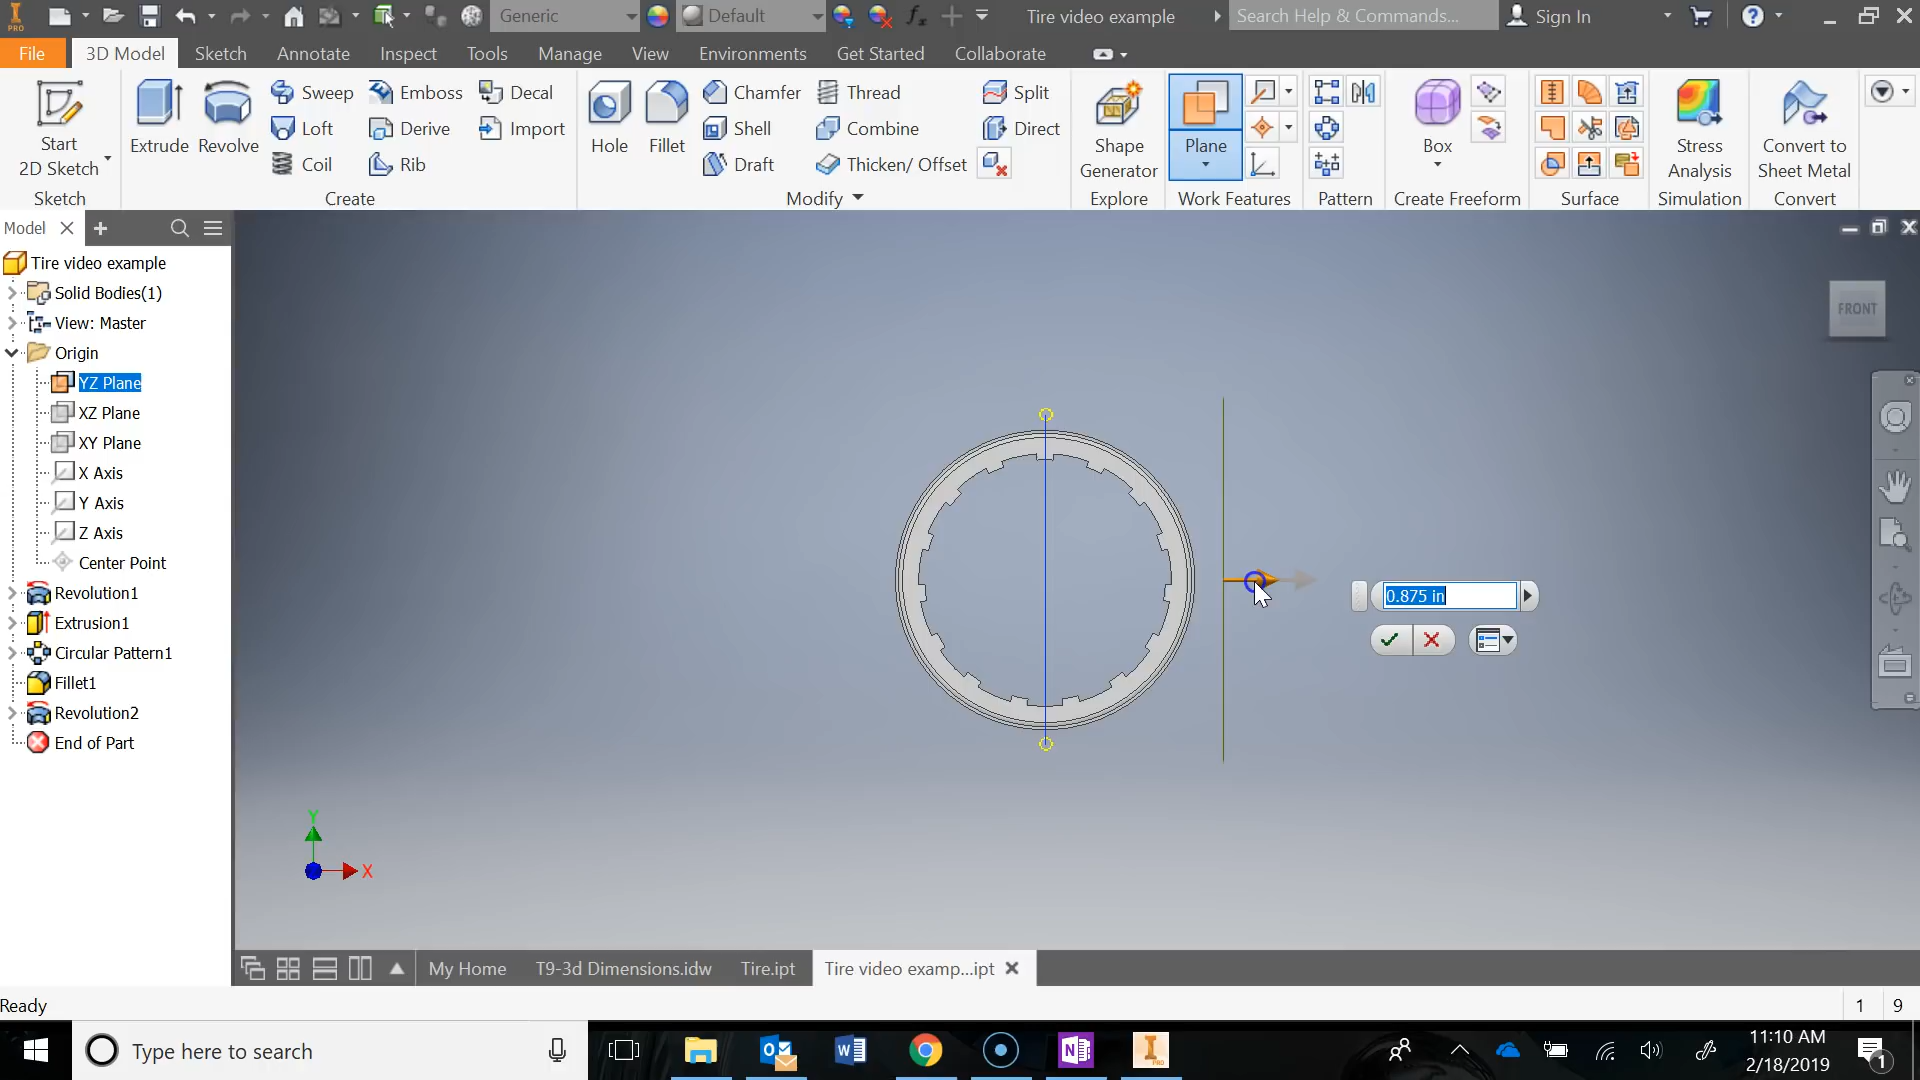 PRO
Generic
Default
fx
Tire video example
Search Help & Commands...
Sign In
File
3D Model
Sketch
Annotate
Inspect
Tools
Manage
View
Environments
Get Started
Collaborate
Start
2D Sketch
Extrude
Revolve
Sweep
Loft
Coil
Emboss
Derive
Rib
Decal
Import
Hole
Fillet
Chamfer
Shell
Draft
Thread
Combine
Thicken/ Offset
Split
Direct
Shape
Generator
Plane
Box
Stress
Analysis
Convert to
Sheet Metal
Sketch
Create
Modify
Explore
Work Features
Pattern
Create Freeform
Surface
Simulation
Convert
Model
Tire video example
Solid Bodies(1)
View: Master
Origin
YZ Plane
XZ Plane
XY Plane
X Axis
Y Axis
Z Axis
Center Point
Revolution1
Extrusion1
Circular Pattern1
Fillet1
Revolution2
End of Part
FRONT
0.875 in
Y
X
My Home
T9-3d Dimensions.idw
Tire.ipt
Tire video examp...ipt
Ready
1
9
Type here to search
11:10 AM
2/18/2019
1